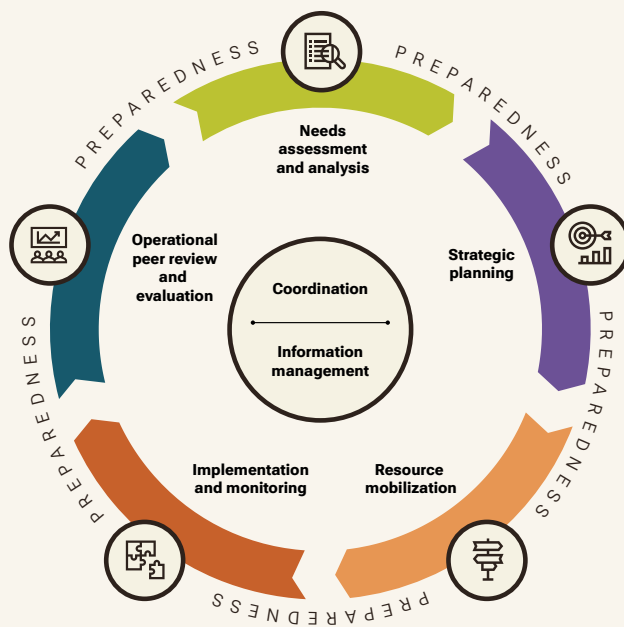 PREPAREDNESS
PREPAREDNESS
Needs
assessment
and analysis
Strategic
planning
PREPAREDNESS
Resource
mobilization
PREPAREDNESS
Implementation
and monitoring
PREPAREDNESS
PREPAREDNESS
Operational
peer review
and
evaluation
Coordination
Information
management